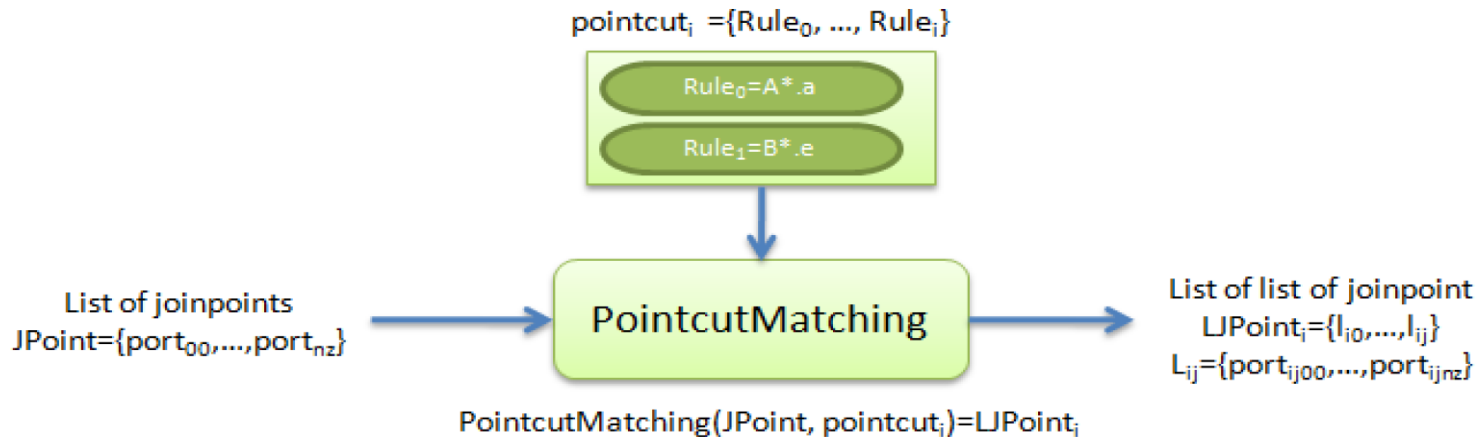 pointcutᵢ ={Rule₀, ..., Ruleᵢ}
Rule₀=A*.a
Rule₁=B*.e
List of joinpoints
JPoint={port₀₀,...,portₙz}
PointcutMatching
List of list of joinpoint
LJPointᵢ={lᵢ₀,...,lᵢⱼ}
Lᵢⱼ={portᵢⱼ₀₀,...,portᵢⱼₙz}
PointcutMatching(JPoint, pointcutᵢ)=LJPointᵢ